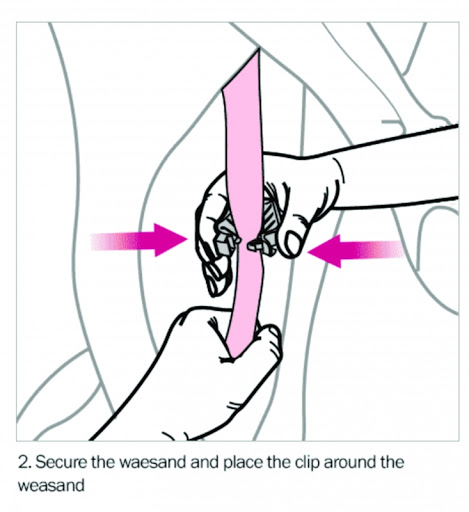 2. Secure the waesand and place the clip around the
weasand